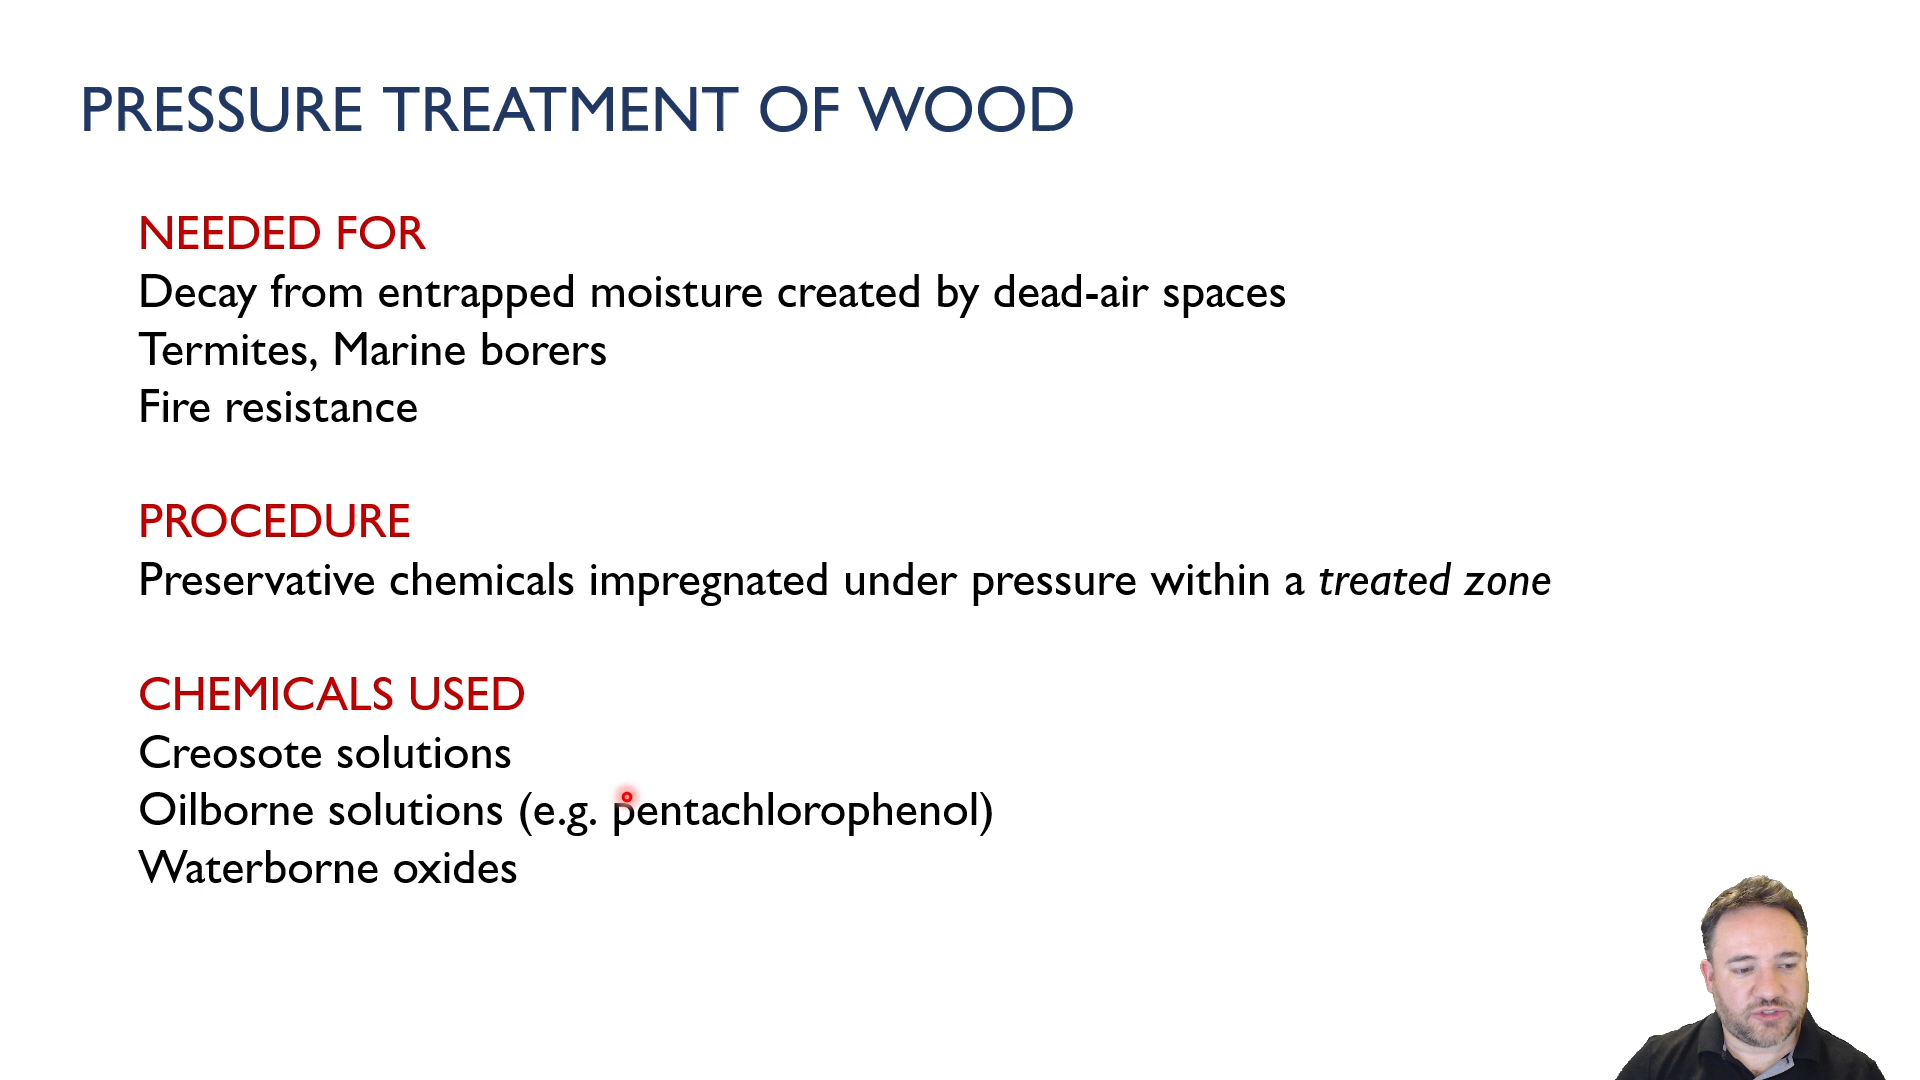 PRESSURE TREATMENT OF WOOD
NEEDED FOR
Decay from entrapped moisture created by dead-air spaces
Termites, Marine borers
Fire resistance
PROCEDURE
Preservative chemicals impregnated under pressure within a treated zone
CHEMICALS USED
Creosote solutions
Oilborne solutions (e.g. pentachlorophenol)
Waterborne oxides